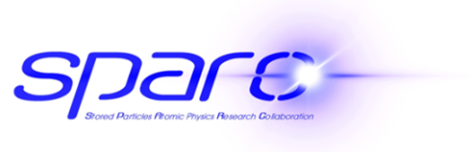 sparc
Stored Particles Atomic Physics Research Collaboration